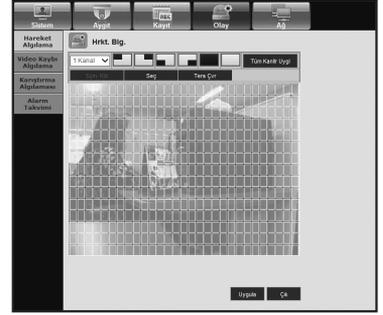 Sistem Aygıt Kayıt Olay Ağ
Hareket
Algılama
Video Kaybı
Algılama
Karıştırma
Algılaması
Alarm
Takvimi
Hrkt. Blg.
1 Kanal
Tüm Kanlr Uygl
Seç
Ters Çvr
Uygula
Çık